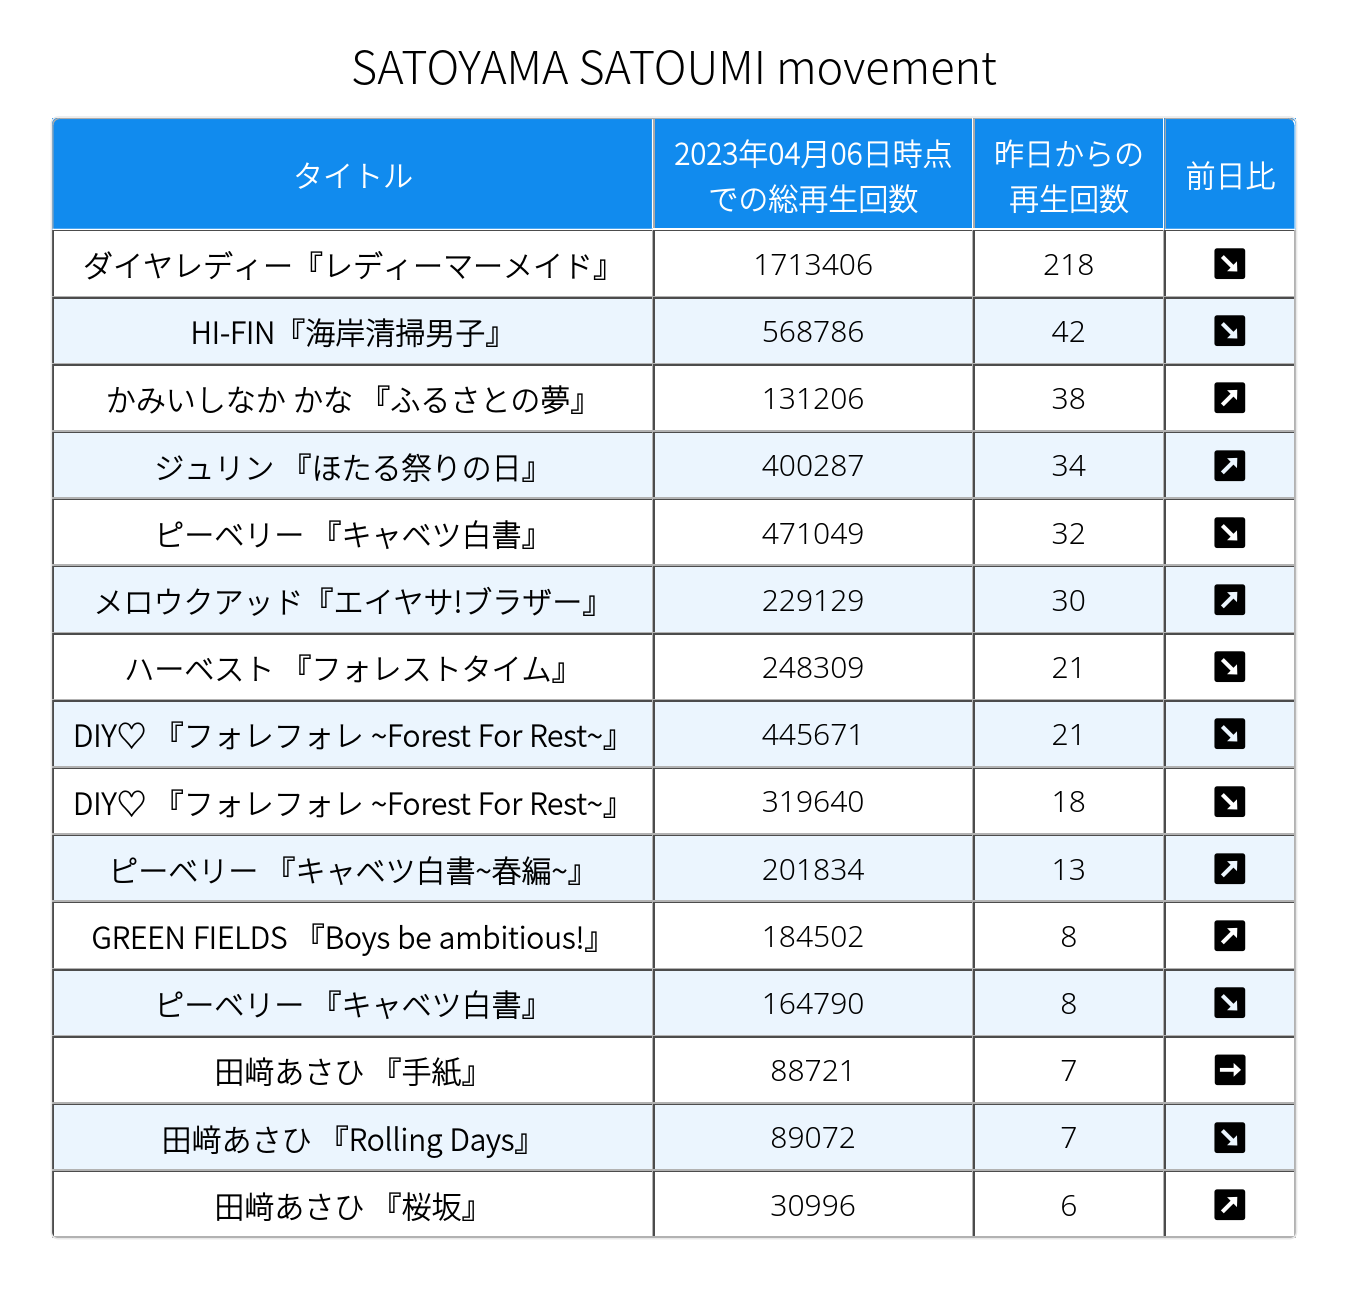 SATOYAMA SATOUMI movement
タイトル 2023年04月06日時点での総再生回数 昨日からの再生回数 前日比
ダイヤレディー『レディーマーメイド』 1713406 218 ↘
HI-FIN『海岸清掃男子』 568786 42 ↘
かみいしなか かな 『ふるさとの夢』 131206 38 ↗
ジュリン 『ほたる祭りの日』 400287 34 ↗
ピーベリー 『キャベツ白書』 471049 32 ↘
メロウクアッド『エイヤサ!ブラザー』 229129 30 ↗
ハーベスト 『フォレストタイム』 248309 21 ↘
DIY♡ 『フォレフォレ ~Forest For Rest~』 445671 21 ↘
DIY♡ 『フォレフォレ ~Forest For Rest~』 319640 18 ↘
ピーベリー 『キャベツ白書~春編~』 201834 13 ↗
GREEN FIELDS 『Boys be ambitious!』 184502 8 ↗
ピーベリー 『キャベツ白書』 164790 8 ↘
田﨑あさひ 『手紙』 88721 7 →
田﨑あさひ 『Rolling Days』 89072 7 ↘
田﨑あさひ 『桜坂』 30996 6 ↗